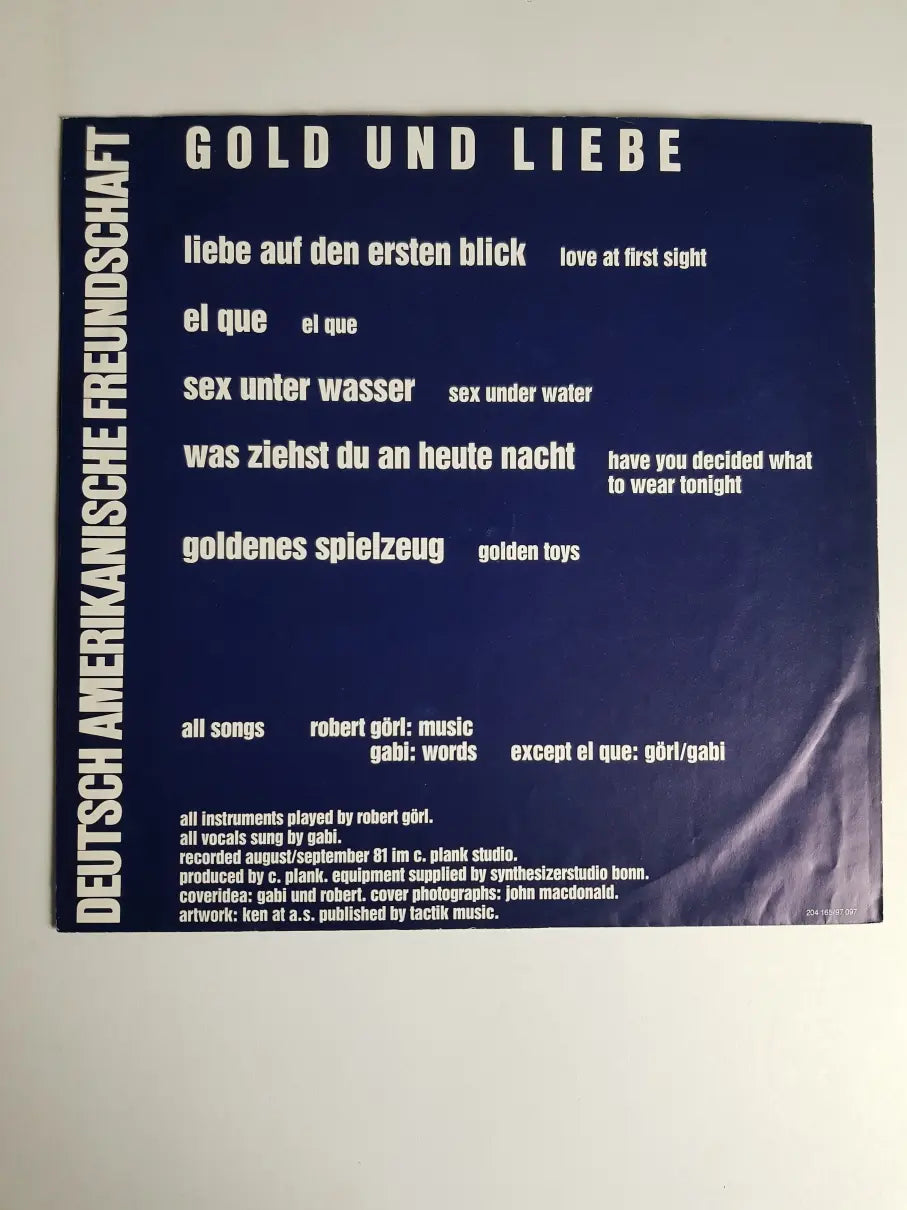 DEUTSCH AMERIKANISCHE FREUNDSCHAFT
GOLD UND LIEBE
liebe auf den ersten blick love at first sight
el que el que
sex unter wasser sex under water
was ziehst du an heute nacht have you decided what
to wear tonight
goldenes spielzeug golden toys
all songs robert görl: music
gabi: words except el que: görl/gabi
all instruments played by robert görl.
all vocals sung by gabi.
recorded august/september 81 im c. plank studio.
produced by c. plank. equipment supplied by synthesizerstudio bonn.
coveridea: gabi und robert. cover photographs: john macdonald.
artwork: ken at a.s. published by tactik music.
204 165/97 097